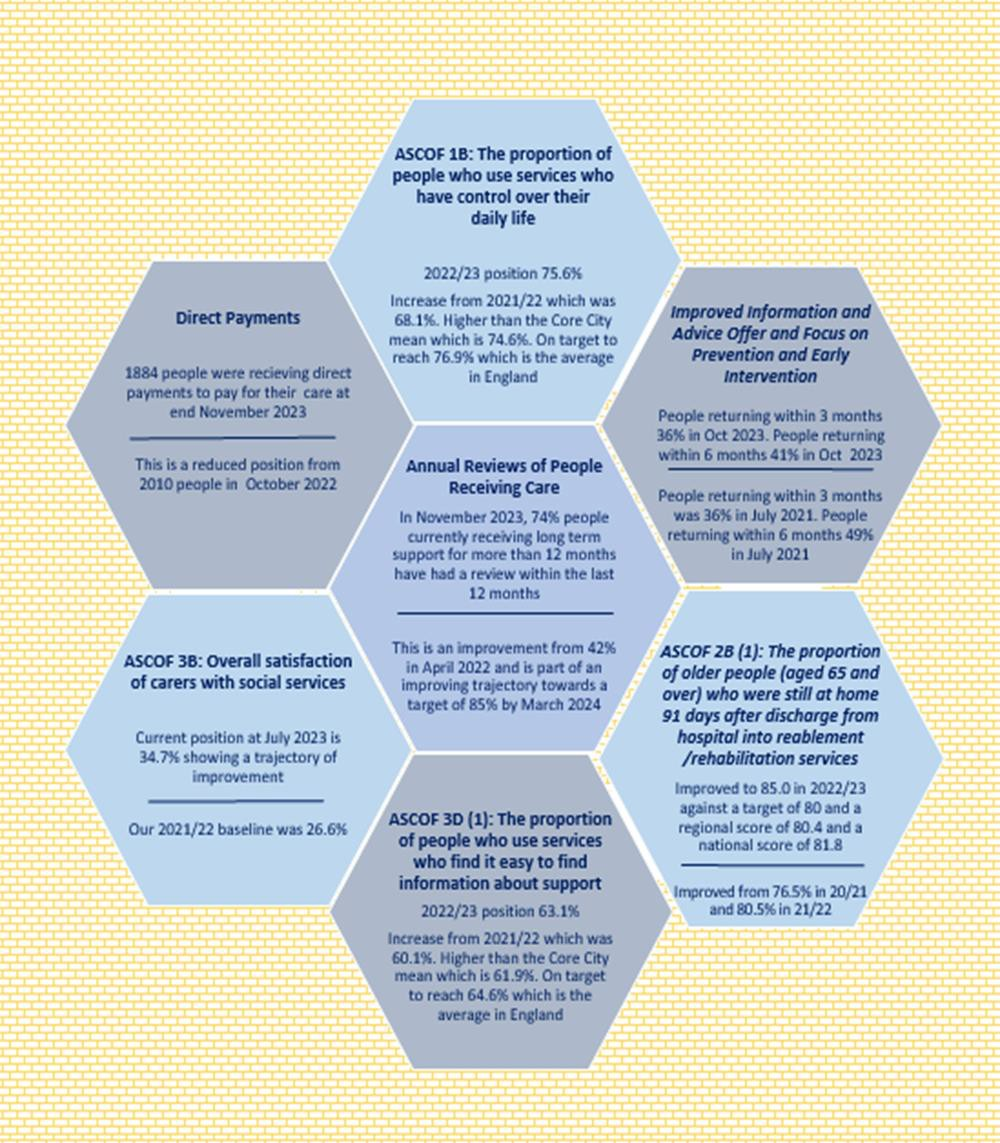 ASCOF 1B: The proportion of
people who use services who
have control over their
daily life
2022/23 position 75.6%
Increase from 2021/22 which was
68.1%. Higher than the Core City
mean which is 74.6%. On target to
reach 76.9% which is the average
in England
Direct Payments
1884 people were recieving direct
payments to pay for their care at
end November 2023
This is a reduced position from
2010 people in October 2022
Improved Information and
Advice Offer and Focus on
Prevention and Early
Intervention
People returning within 3 months
36% in Oct 2023. People returning
within 6 months 41% in Oct 2023
People returning within 3 months
was 36% in July 2021. People
returning within 6 months 49%
in July 2021
Annual Reviews of People
Receiving Care
In November 2023, 74% people
currently receiving long term
support for more than 12 months
have had a review within the last
12 months
This is an improvement from 42%
in April 2022 and is part of an
improving trajectory towards a
target of 85% by March 2024
ASCOF 3B: Overall satisfaction
of carers with social services
Current position at July 2023 is
34.7% showing a trajectory of
improvement
Our 2021/22 baseline was 26.6%
ASCOF 2B (1): The proportion
of older people (aged 65 and
over) who were still at home
91 days after discharge from
hospital into reablement
/rehabilitation services
Improved to 85.0 in 2022/23
against a target of 80 and a
regional score of 80.4 and a
national score of 81.8
Improved from 76.5% in 20/21
and 80.5% in 21/22
ASCOF 3D (1): The proportion
of people who use services
who find it easy to find
information about support
2022/23 position 63.1%
Increase from 2021/22 which was
60.1%. Higher than the Core City
mean which is 61.9%. On target
to reach 64.6% which is the
average in England